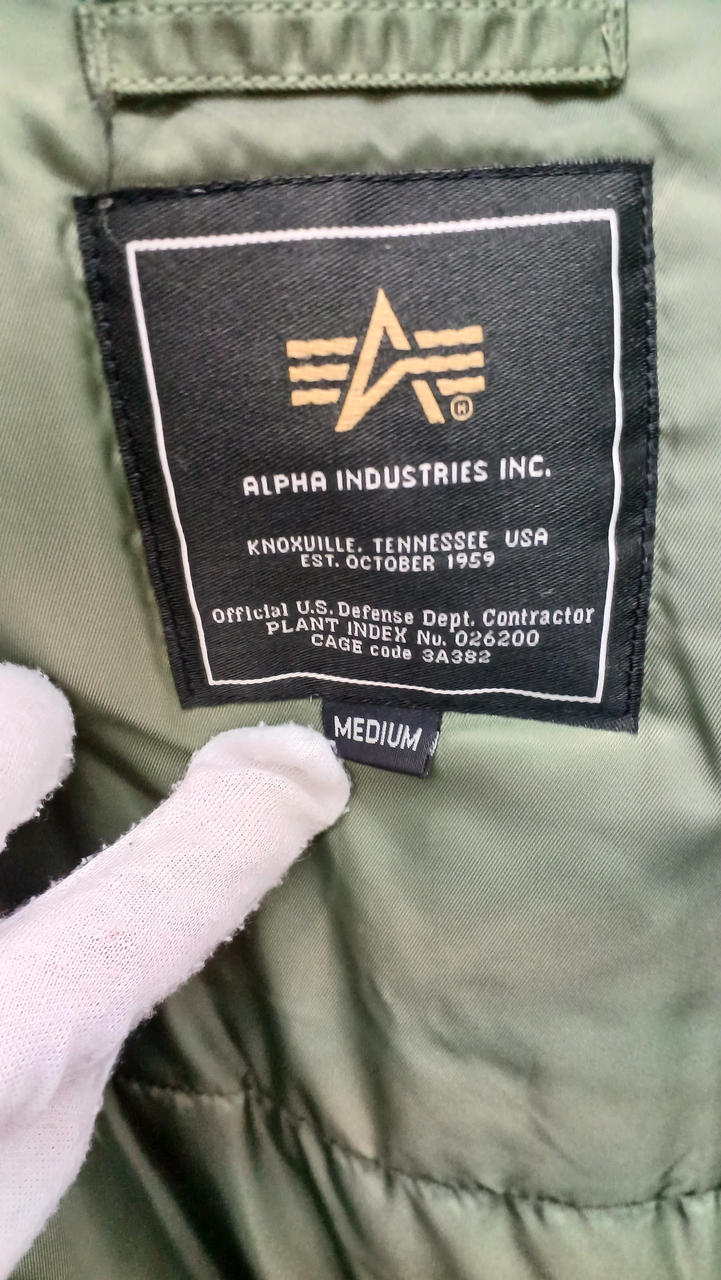 ALPHA INDUSTRIES INC.
KNOXVILLE, TENNESSEE USA
EST. OCTOBER 1959
Official U.S. Defense Dept. Contractor
PLANT INDEX No. 026200
CAGE code 3A382
MEDIUM